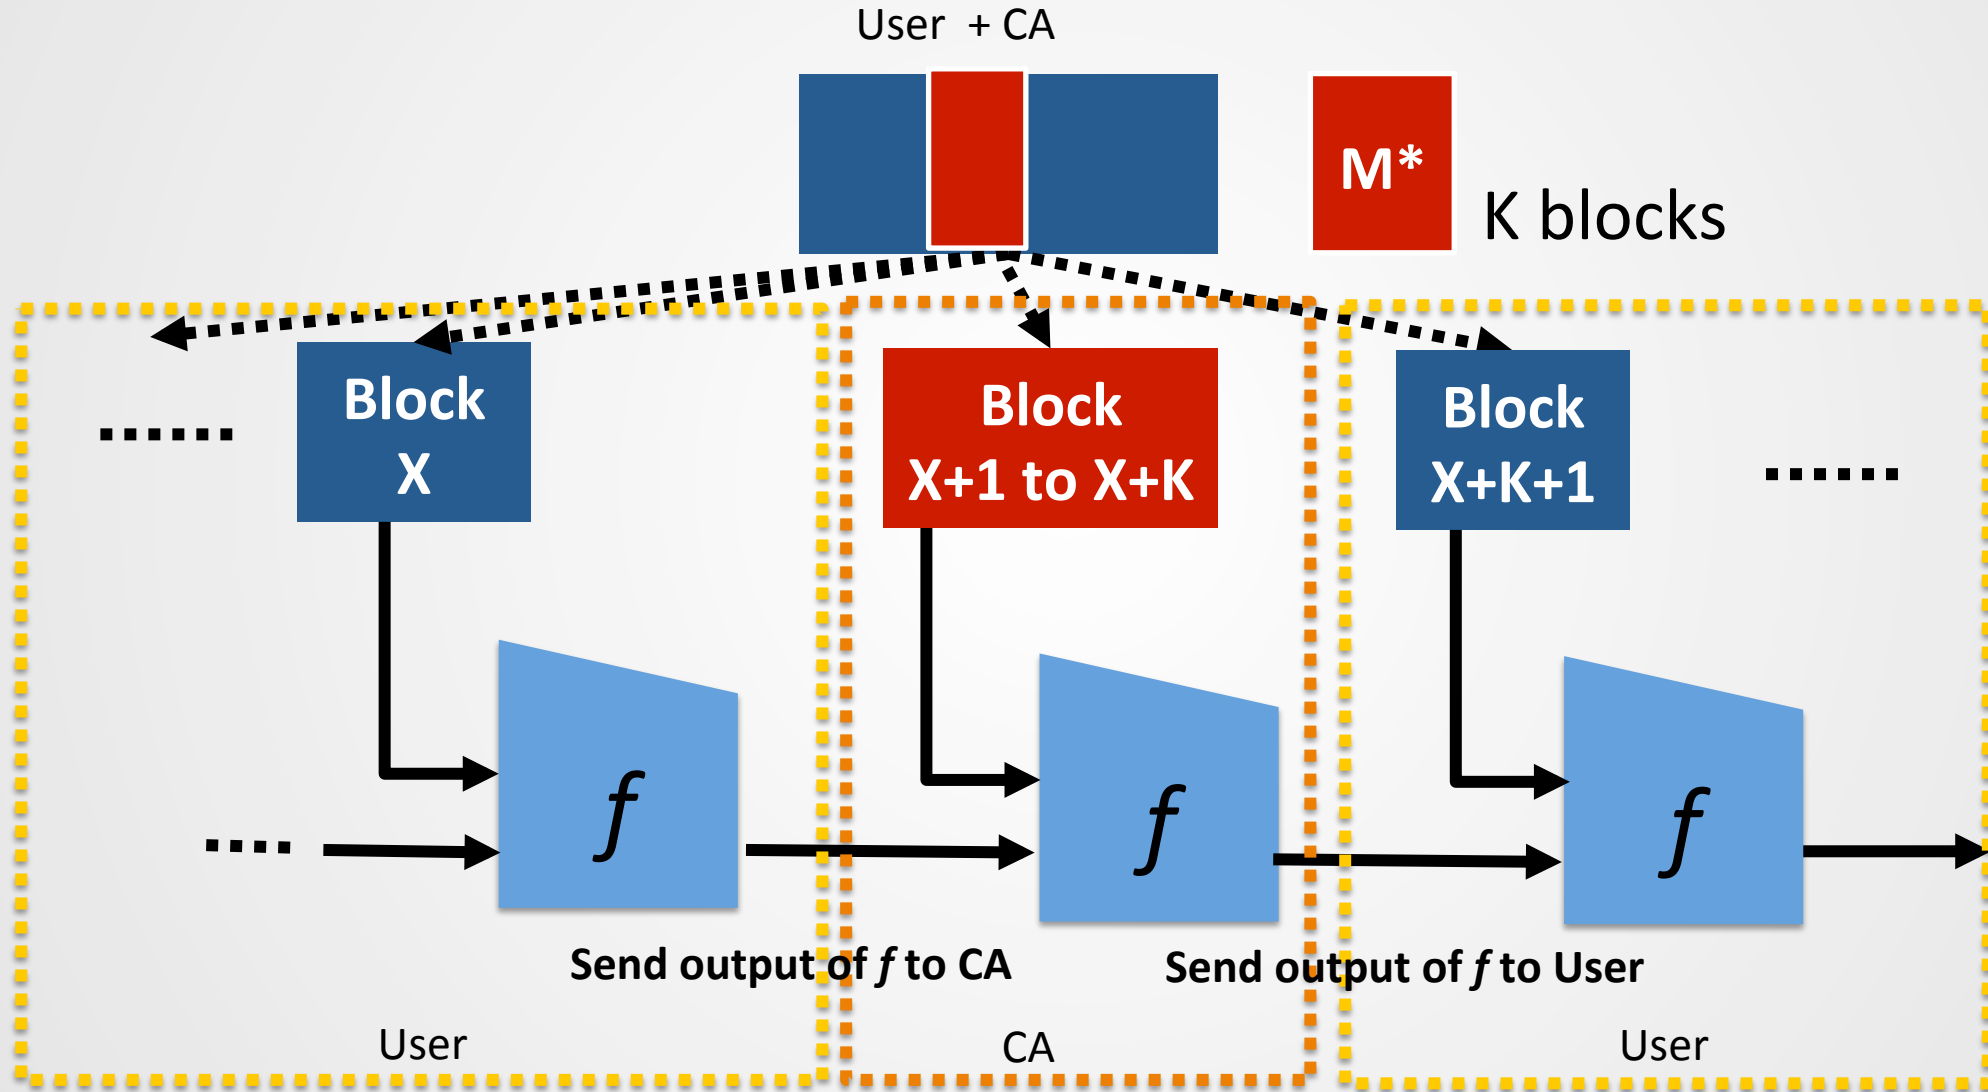 User + CA
M*
K blocks
Block
X
Block
X+1 to X+K
Block
X+K+1
f
f
f
Send output of f to CA
Send output of f to User
User
CA
User